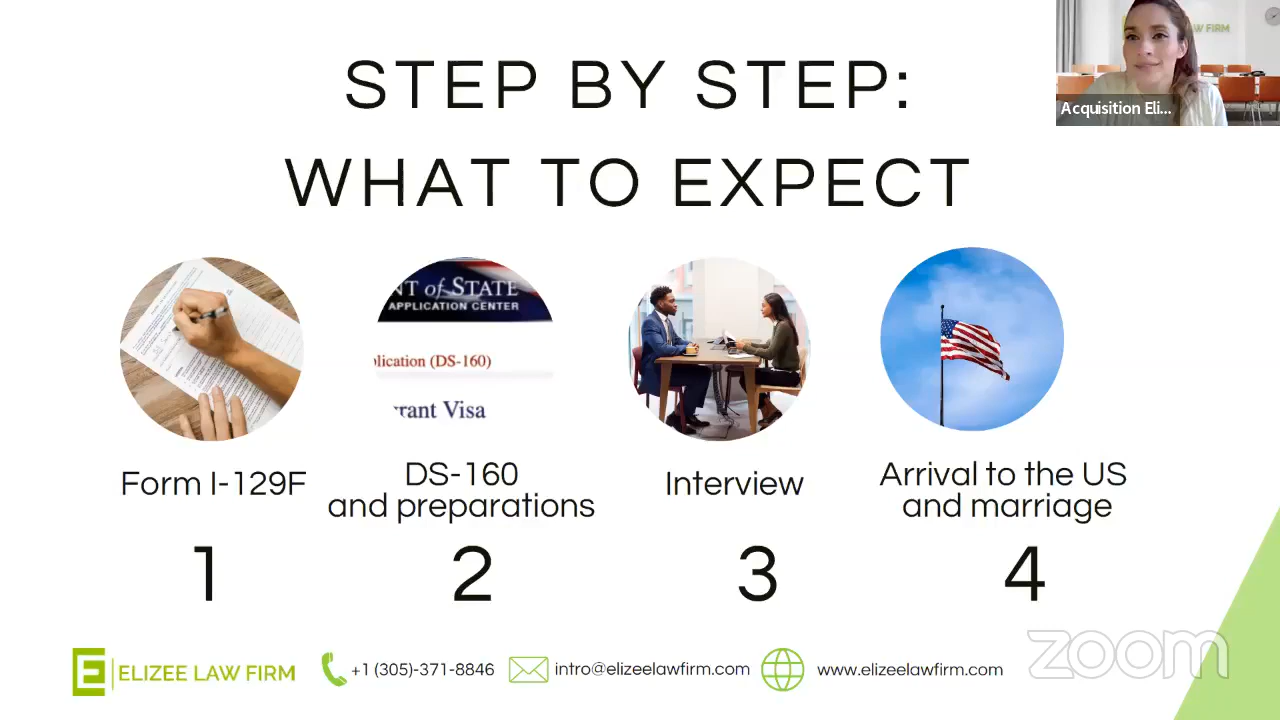 STEP BY STEP:
WHAT TO EXPECT
W FIRM
Acquisition Eli...
NT of STATE
APPLICATION CENTER
lication (DS-160)
rant Visa
Form I-129F
DS-160
and preparations
Interview
Arrival to the US
and marriage
1
2
3
4
E ELIZEE LAW FIRM
+1 (305)-371-8846
intro@elizeelawfirm.com
www.elizeelawfirm.com
zoom